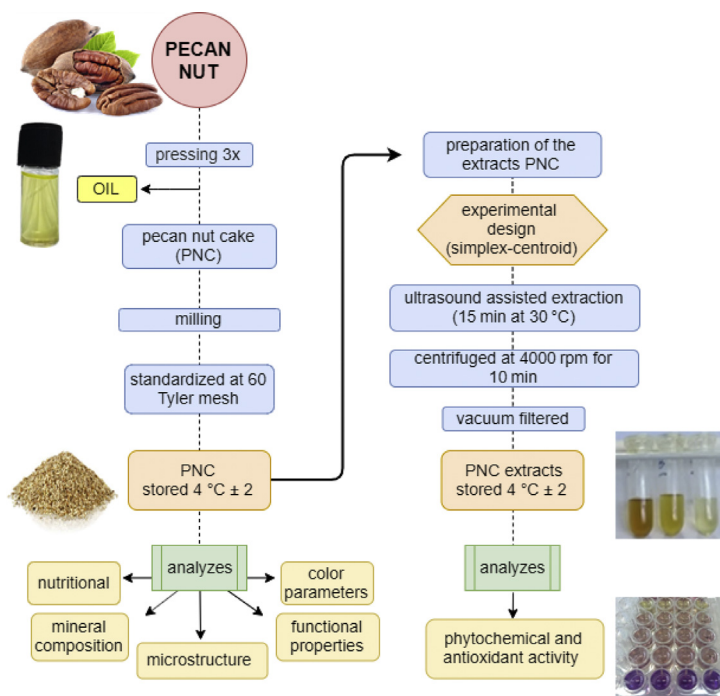 PECAN
NUT
pressing 3x
OIL
pecan nut cake
(PNC)
milling
standardized at 60
Tyler mesh
PNC
stored 4 °C ± 2
analyzes
nutritional
color
parameters
mineral
composition
functional
properties
microstructure
preparation of the
extracts PNC
experimental
design
(simplex-centroid)
ultrasound assisted extraction
(15 min at 30 °C)
centrifuged at 4000 rpm for
10 min
vacuum filtered
PNC extracts
stored 4 °C ± 2
analyzes
phytochemical and
antioxidant activity